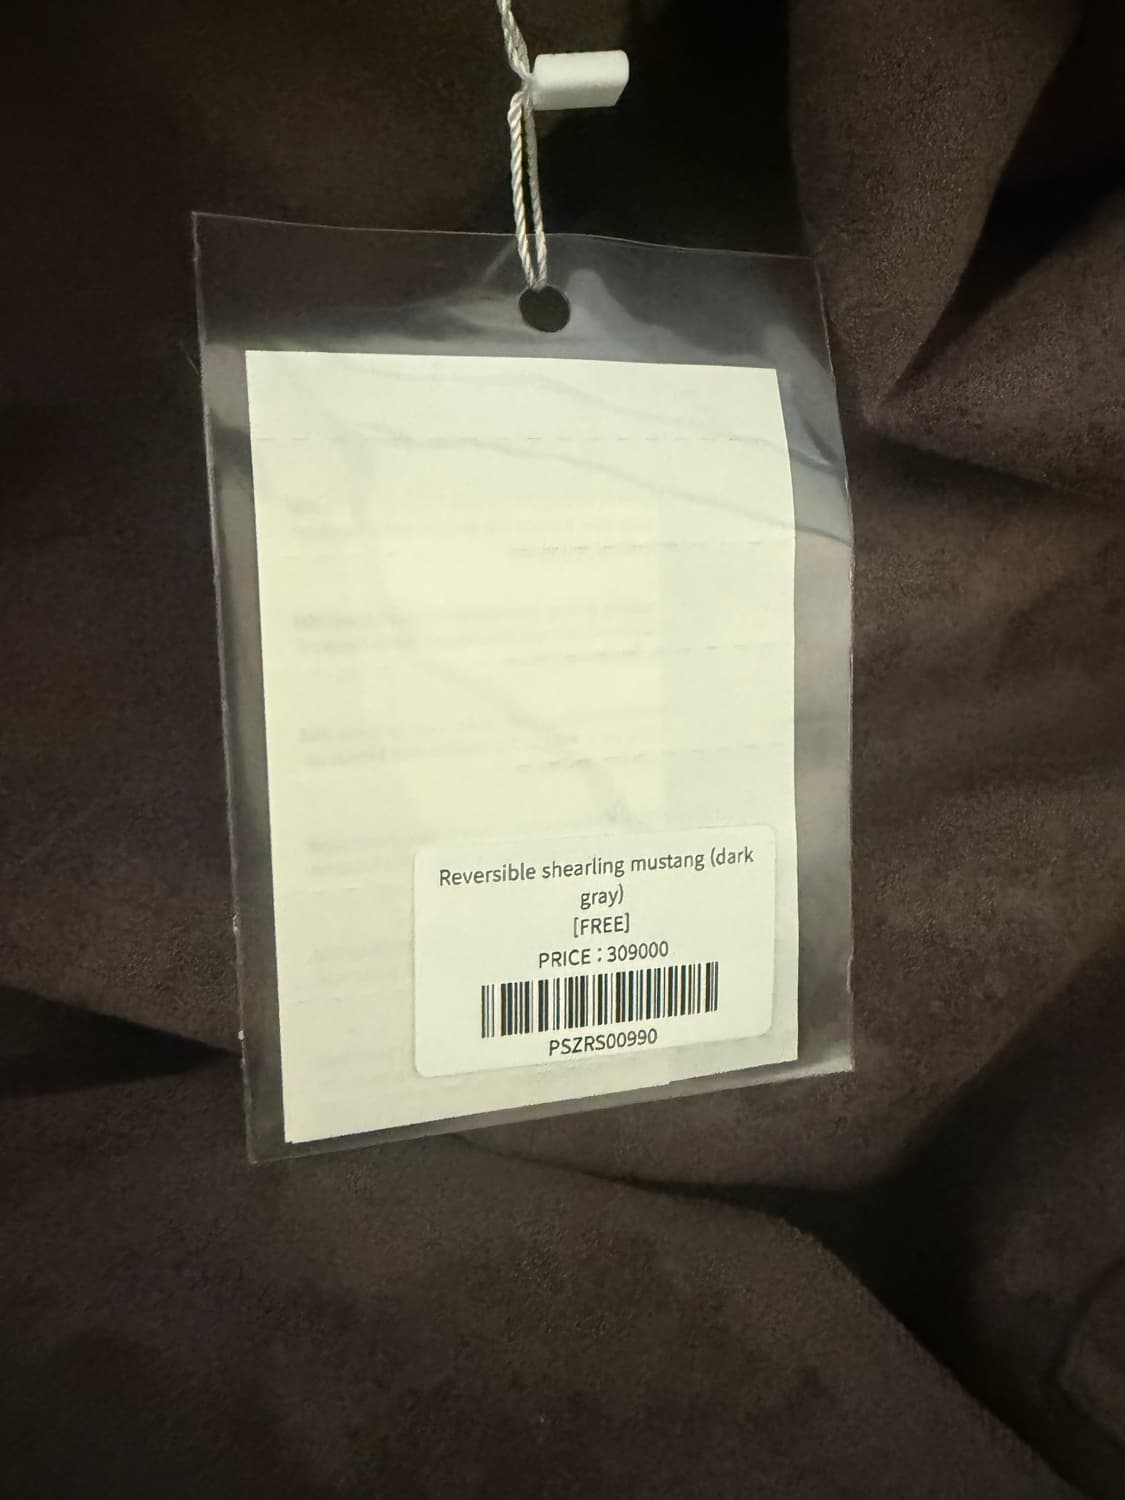 Reversible shearling mustang (dark
gray)
[FREE]
PRICE : 309000
PSZRS00990